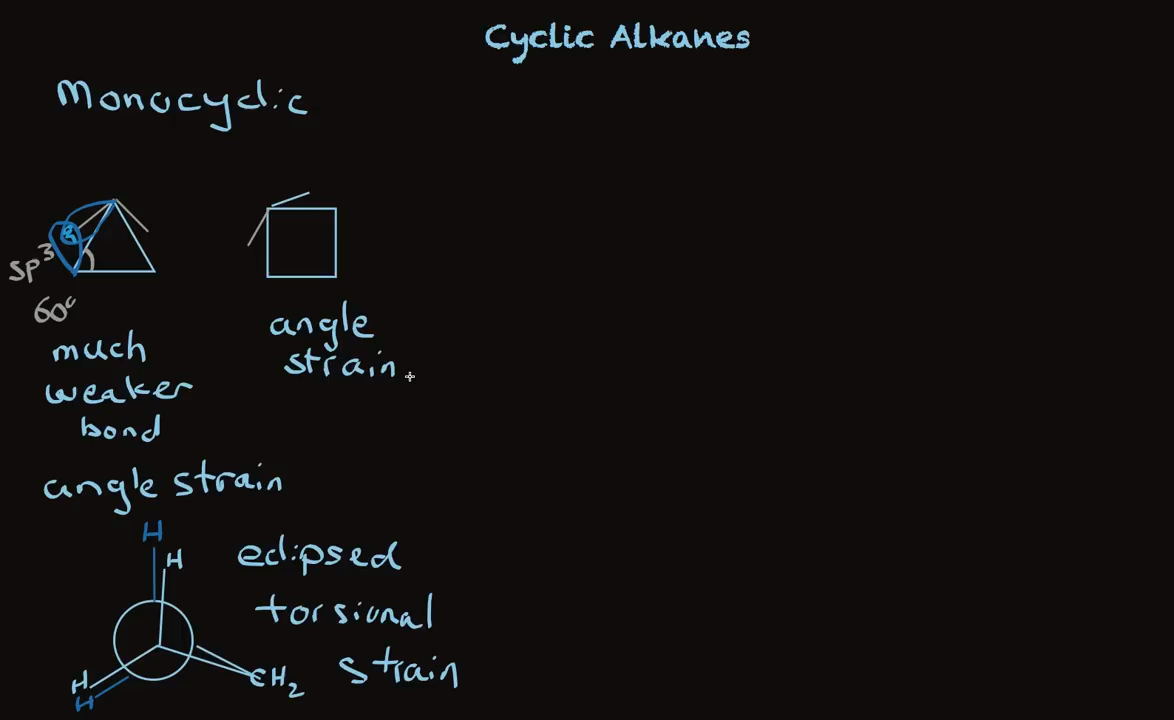 Cyclic Alkanes
Monocyclic
sp3
60°
much
weaker
bond
angle strain
angle
strain
H
H
eclipsed
torsional
strain
H
H
CH2